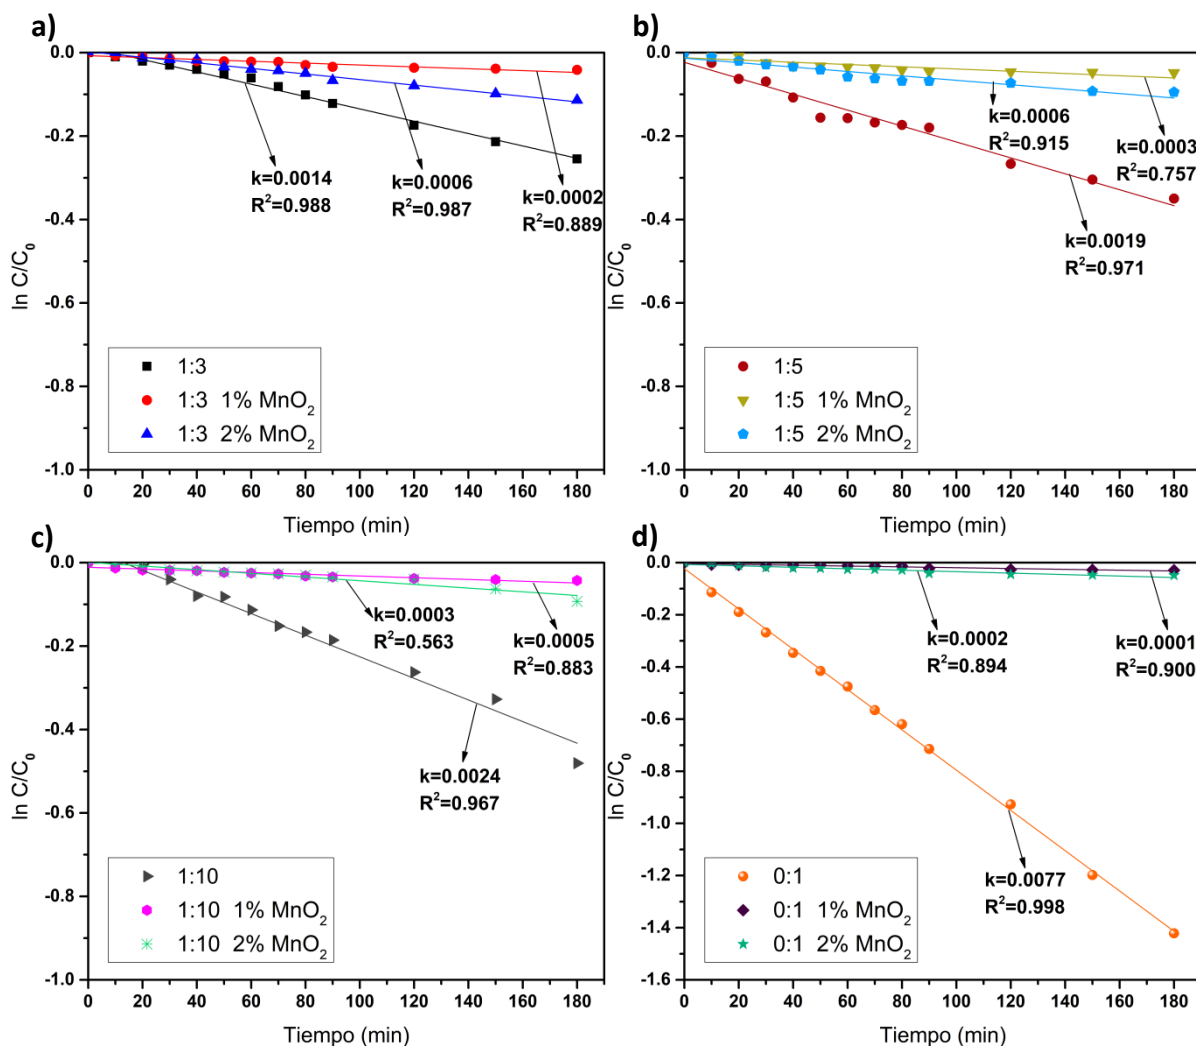 a)
0.0
-0.2
-0.4
-0.6
-0.8
-1.0
ln C/C0
k=0.0014
R2=0.988
k=0.0006
R2=0.987
k=0.0002
R2=0.889
1:3
1:3 1% MnO2
1:3 2% MnO2
0 20 40 60 80 100 120 140 160 180
Tiempo (min)
b)
0.0
-0.2
-0.4
-0.6
-0.8
-1.0
ln C/C0
k=0.0006
R2=0.915
k=0.0003
R2=0.757
k=0.0019
R2=0.971
1:5
1:5 1% MnO2
1:5 2% MnO2
0 20 40 60 80 100 120 140 160 180
Tiempo (min)
c)
0.0
-0.2
-0.4
-0.6
-0.8
-1.0
ln C/C0
k=0.0003
R2=0.563
k=0.0005
R2=0.883
k=0.0024
R2=0.967
1:10
1:10 1% MnO2
1:10 2% MnO2
0 20 40 60 80 100 120 140 160 180
Tiempo (min)
d)
0.0
-0.2
-0.4
-0.6
-0.8
-1.0
-1.2
-1.4
-1.6
ln C/C0
k=0.0002
R2=0.894
k=0.0001
R2=0.900
k=0.0077
R2=0.998
0:1
0:1 1% MnO2
0:1 2% MnO2
0 20 40 60 80 100 120 140 160 180
Tiempo (min)